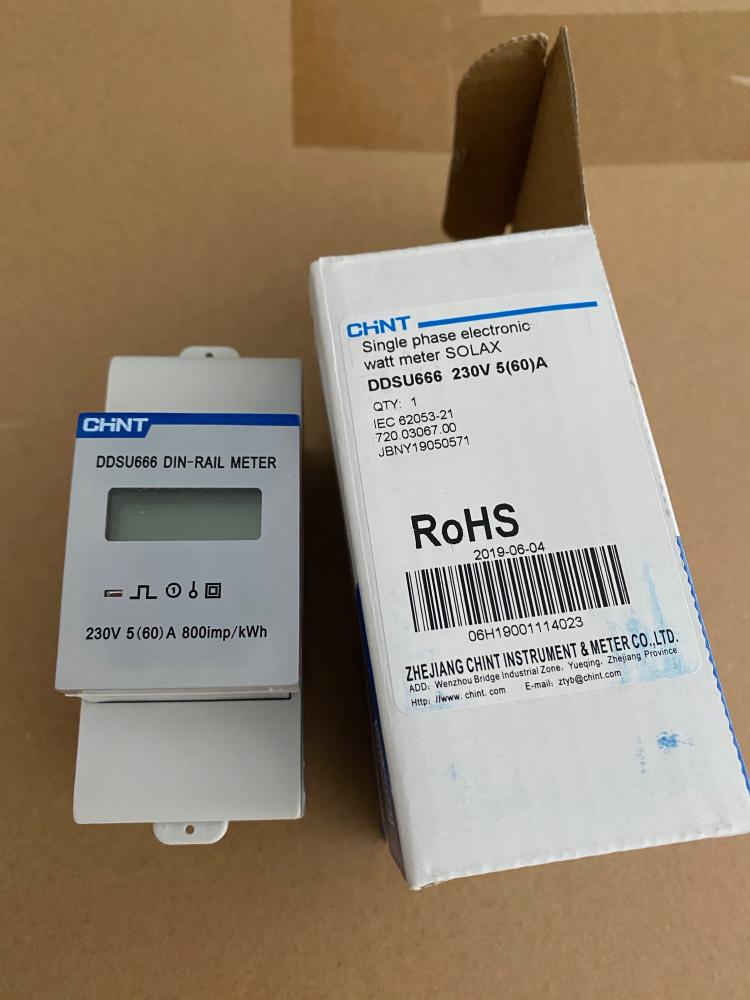 CHNT
DDSU666 DIN-RAIL METER
1
230V 5(60)A 800imp/kWh
CHNT
Single phase electronic
watt meter SOLAX
DDSU666 230V 5(60)A
QTY: 1
IEC 62053-21
720.03067.00
JBNY19050571
RoHS
2019-06-04
06H19001114023
ZHEJIANG CHINT INSTRUMENT & METER CO.,LTD.
ADD: Wenzhou Bridge Industrial Zone, Yueqing, Zhejiang Province
Http: //www. chint. com E-mail: ztyb@chint.com